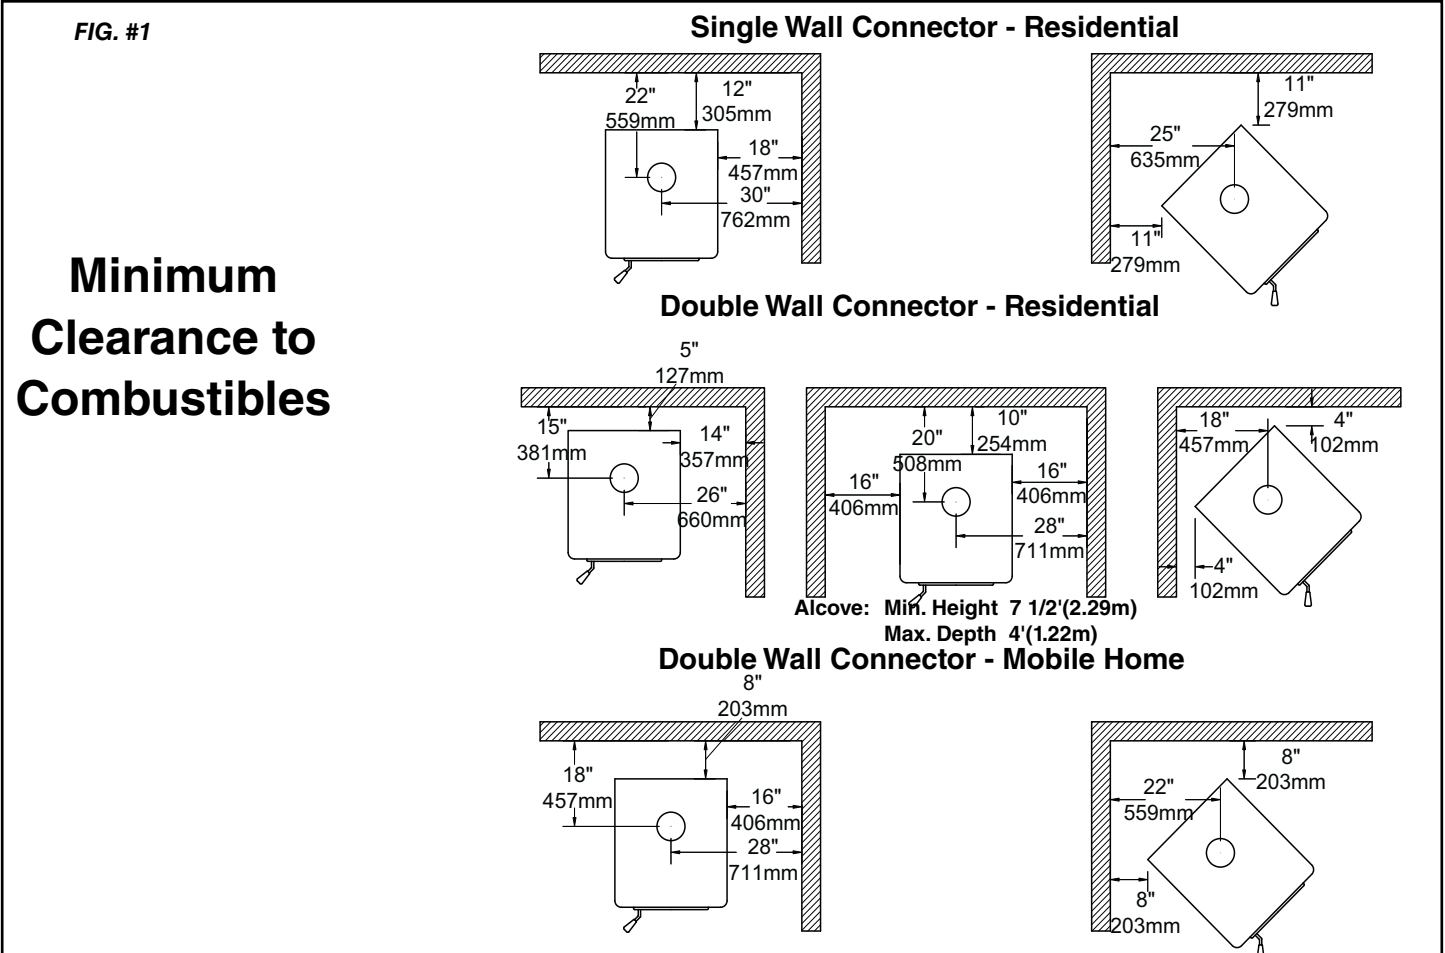 FIG. #1
Minimum
Clearance to
Combustibles
Single Wall Connector - Residential
22"
559mm
12"
305mm
18"
457mm
30"
762mm
11"
279mm
25"
635mm
11"
279mm
Double Wall Connector - Residential
5"
127mm
15"
381mm
14"
357mm
26"
660mm
20"
508mm
10"
254mm
16"
406mm
16"
406mm
28"
711mm
Alcove: Min. Height 7 1/2'(2.29m)
Max. Depth 4'(1.22m)
18"
457mm
4"
102mm
4"
102mm
Double Wall Connector - Mobile Home
8"
203mm
18"
457mm
16"
406mm
28"
711mm
8"
203mm
22"
559mm
8"
203mm